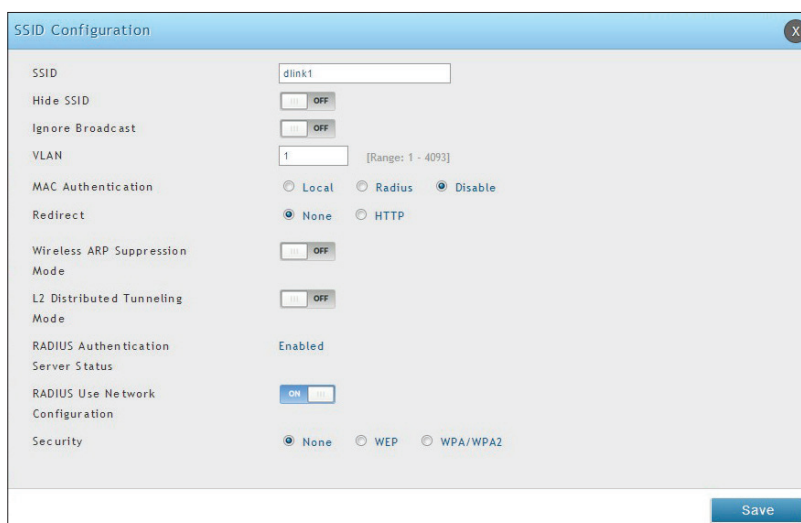 SSID Configuration
X
SSID dlink1
Hide SSID OFF
Ignore Broadcast OFF
VLAN 1 [Range: 1 - 4093]
MAC Authentication Local Radius Disable
Redirect None HTTP
Wireless ARP Suppression
Mode OFF
L2 Distributed Tunneling
Mode OFF
RADIUS Authentication
Server Status Enabled
RADIUS Use Network
Configuration ON
Security None WEP WPA/WPA2
Save